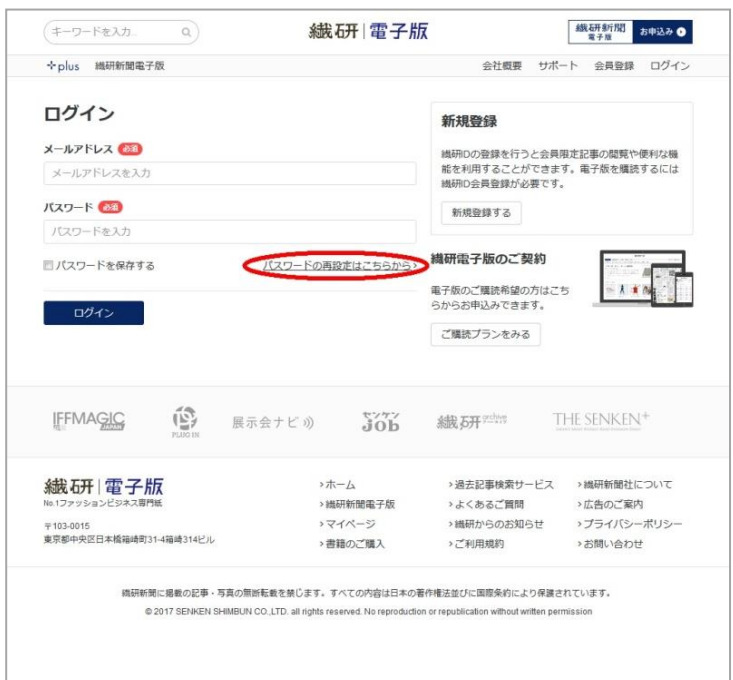 キーワードを入力..
繊研 電子版
繊研新聞
電子版
お申込み
plus 繊研新聞電子版
会社概要 サポート 会員登録 ログイン
ログイン
メールアドレス 必須
メールアドレスを入力
パスワード 必須
パスワードを入力
パスワードを保存する
パスワードの再設定はこちらから›
ログイン
新規登録
繊研IDの登録を行うと会員限定記事の閲覧や便利な機
能を利用することができます。電子版を購読するには
繊研ID会員登録が必要です。
新規登録する
繊研電子版のご契約
電子版のご購読希望の方はこち
らからお申込みできます。
ご購読プランをみる
IFFMAGIC
JAPAN
PLUG IN
展示会ナビ
センケン
JOB
繊研 archive
THE SENKEN+
繊研 電子版
No.1ファッションビジネス専門紙
〒103-0015
東京都中央区日本橋箱崎町31-4箱崎314ビル
›ホーム
›繊研新聞電子版
›マイページ
›書籍のご購入
›過去記事検索サービス
›よくあるご質問
›繊研からのお知らせ
›ご利用規約
›繊研新聞社について
›広告のご案内
›プライバシーポリシー
›お問い合わせ
繊研新聞に掲載の記事・写真の無断転載を禁じます。すべての内容は日本の著作権法並びに国際条約により保護されています。
© 2017 SENKEN SHIMBUN CO.,LTD. all rights reserved. No reproduction or republication without written permission